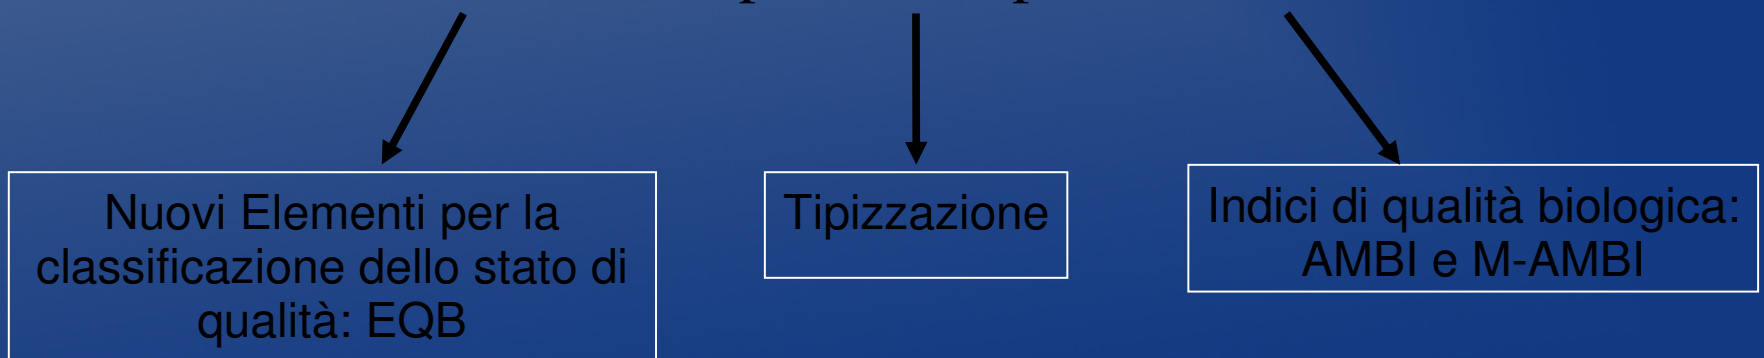 Nuovi Elementi per la
classificazione dello stato di
qualità: EQB
Tipizzazione
Indici di qualità biologica:
AMBI e M-AMBI